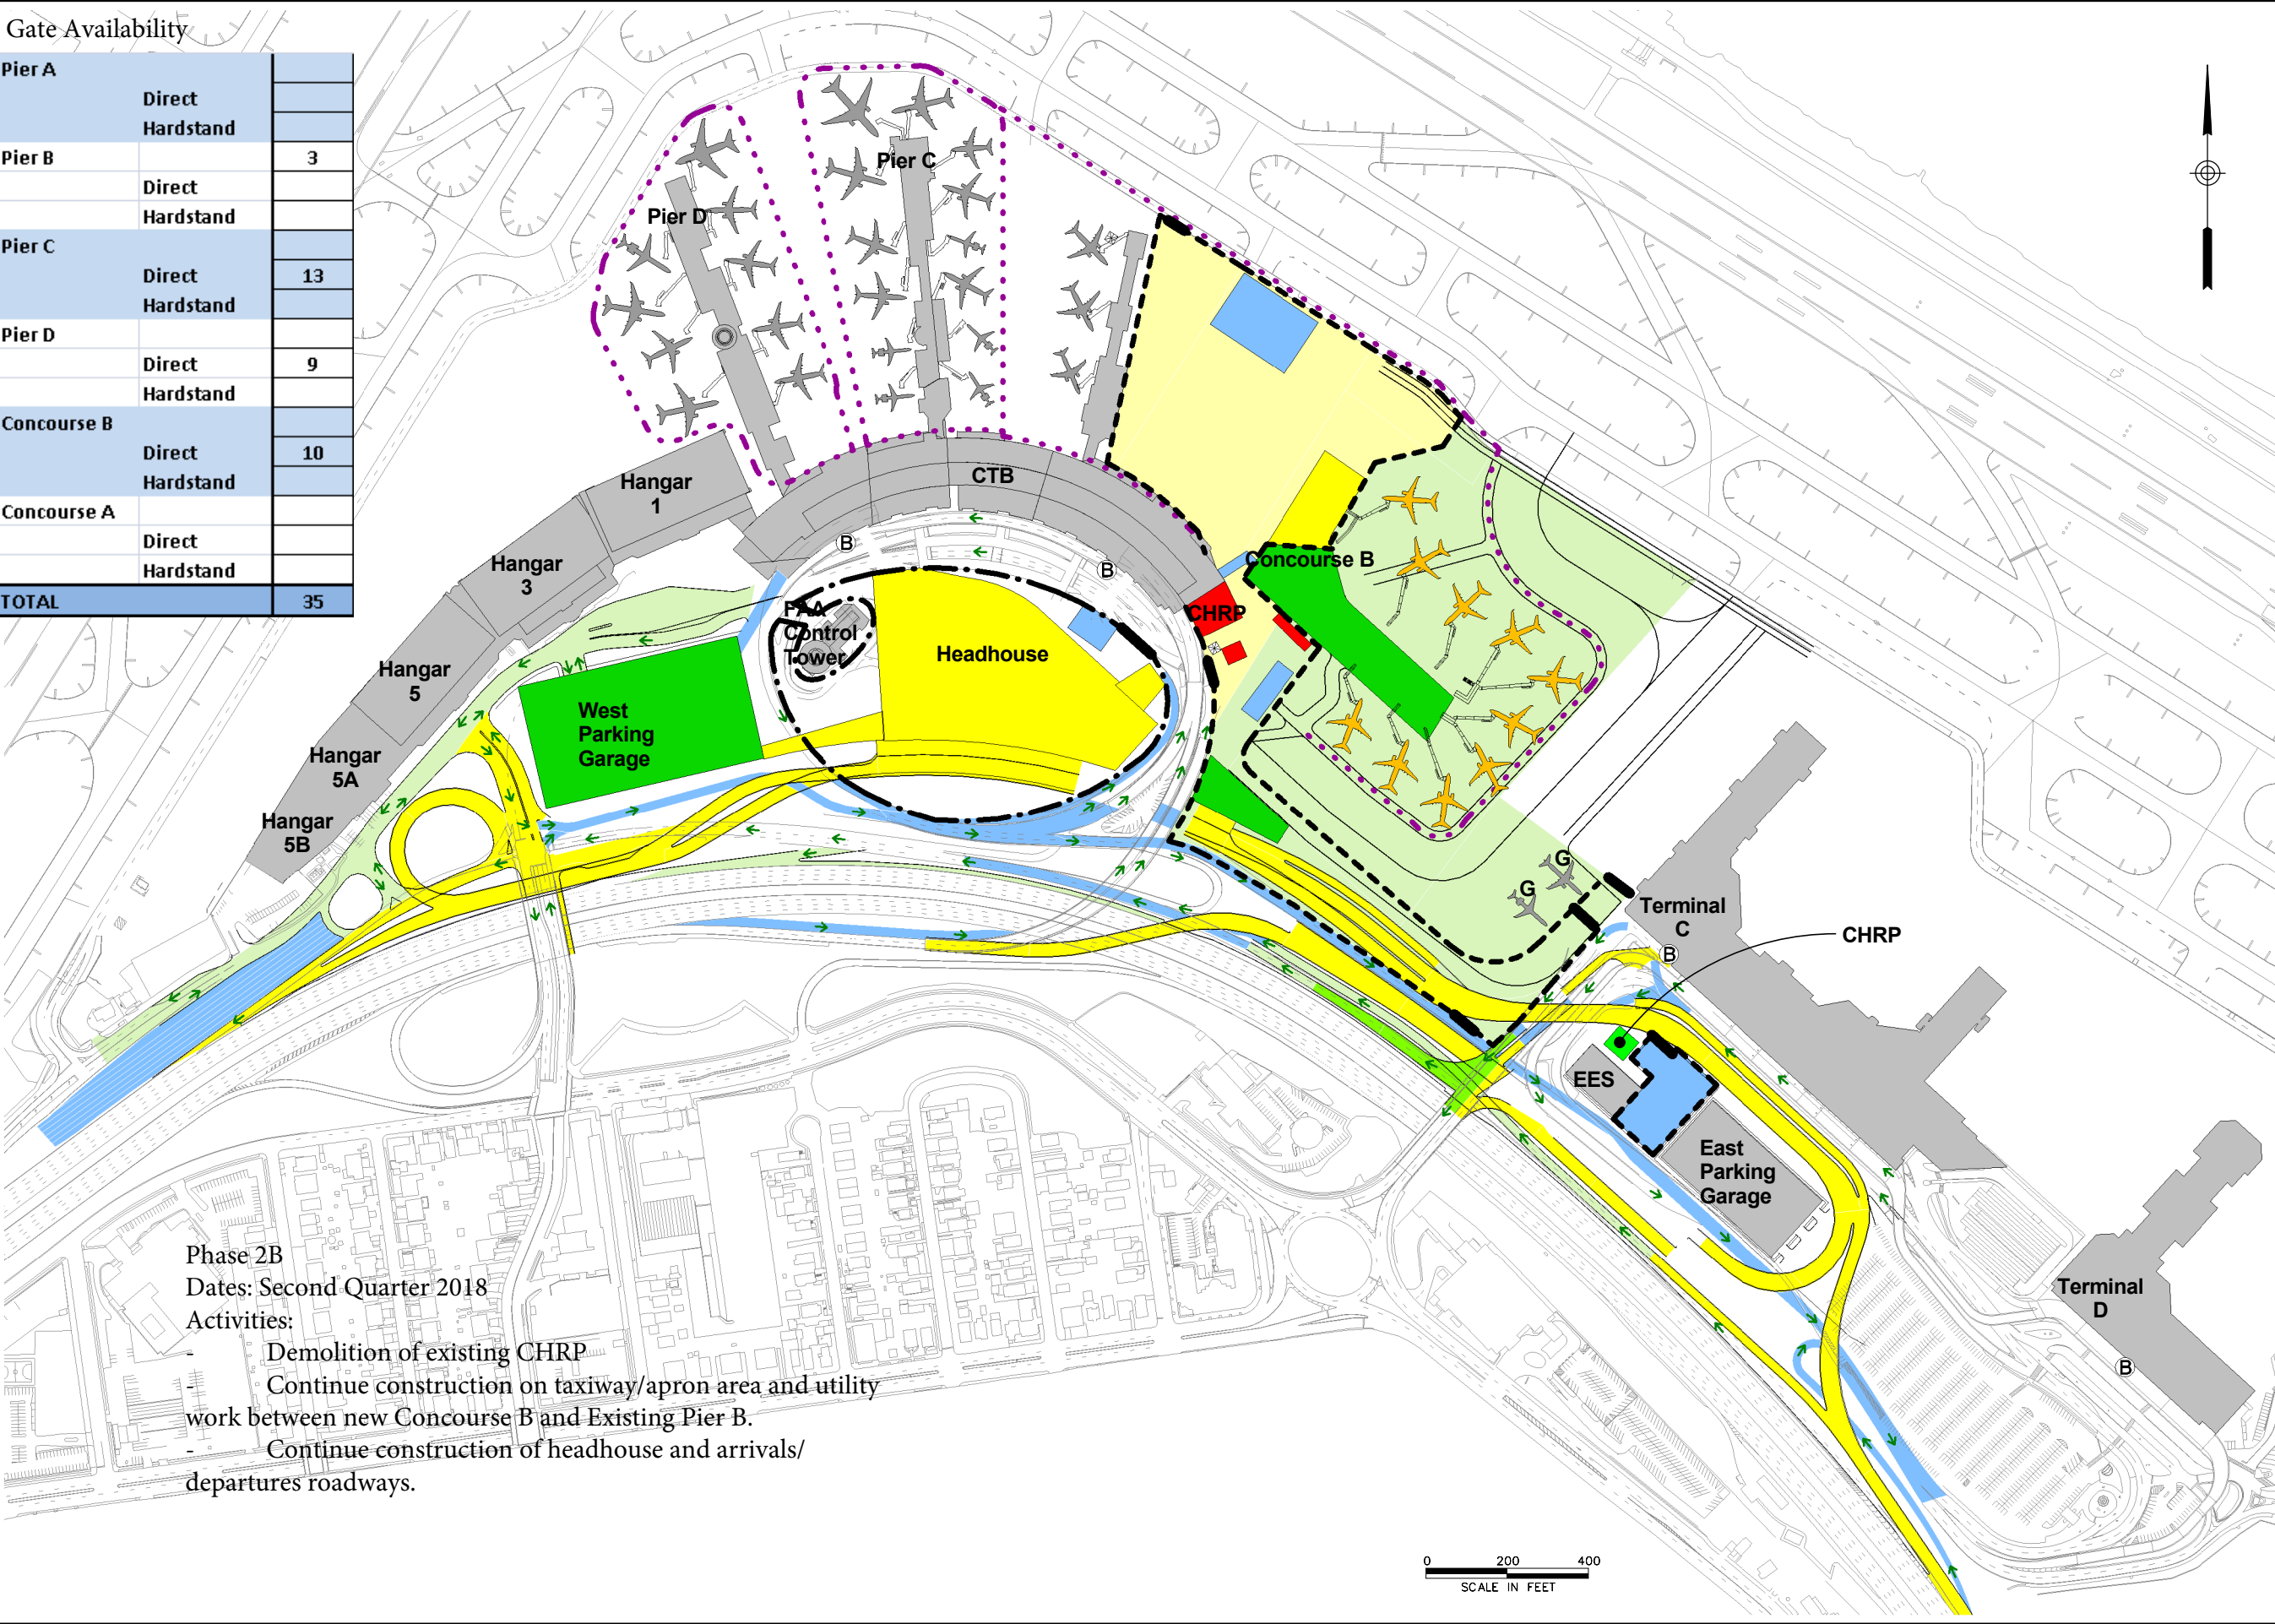 Gate Availability
Pier A
Direct
Hardstand
Pier B 3
Direct
Hardstand
Pier C
Direct 13
Hardstand
Pier D
Direct 9
Hardstand
Concourse B
Direct 10
Hardstand
Concourse A
Direct
Hardstand
TOTAL 35
Pier C
Pier D
CTB
Hangar
1
Hangar
3
Hangar
5
Hangar
5A
Hangar
5B
B
B
Concourse B
CHRP
FAA
Control
Tower
Headhouse
West
Parking
Garage
G
G
Terminal
C
B
CHRP
EES
East
Parking
Garage
Terminal
D
B
Phase 2B
Dates: Second Quarter 2018
Activities:
- Demolition of existing CHRP
- Continue construction on taxiway/apron area and utility
work between new Concourse B and Existing Pier B.
- Continue construction of headhouse and arrivals/
departures roadways.
0 200 400
SCALE IN FEET